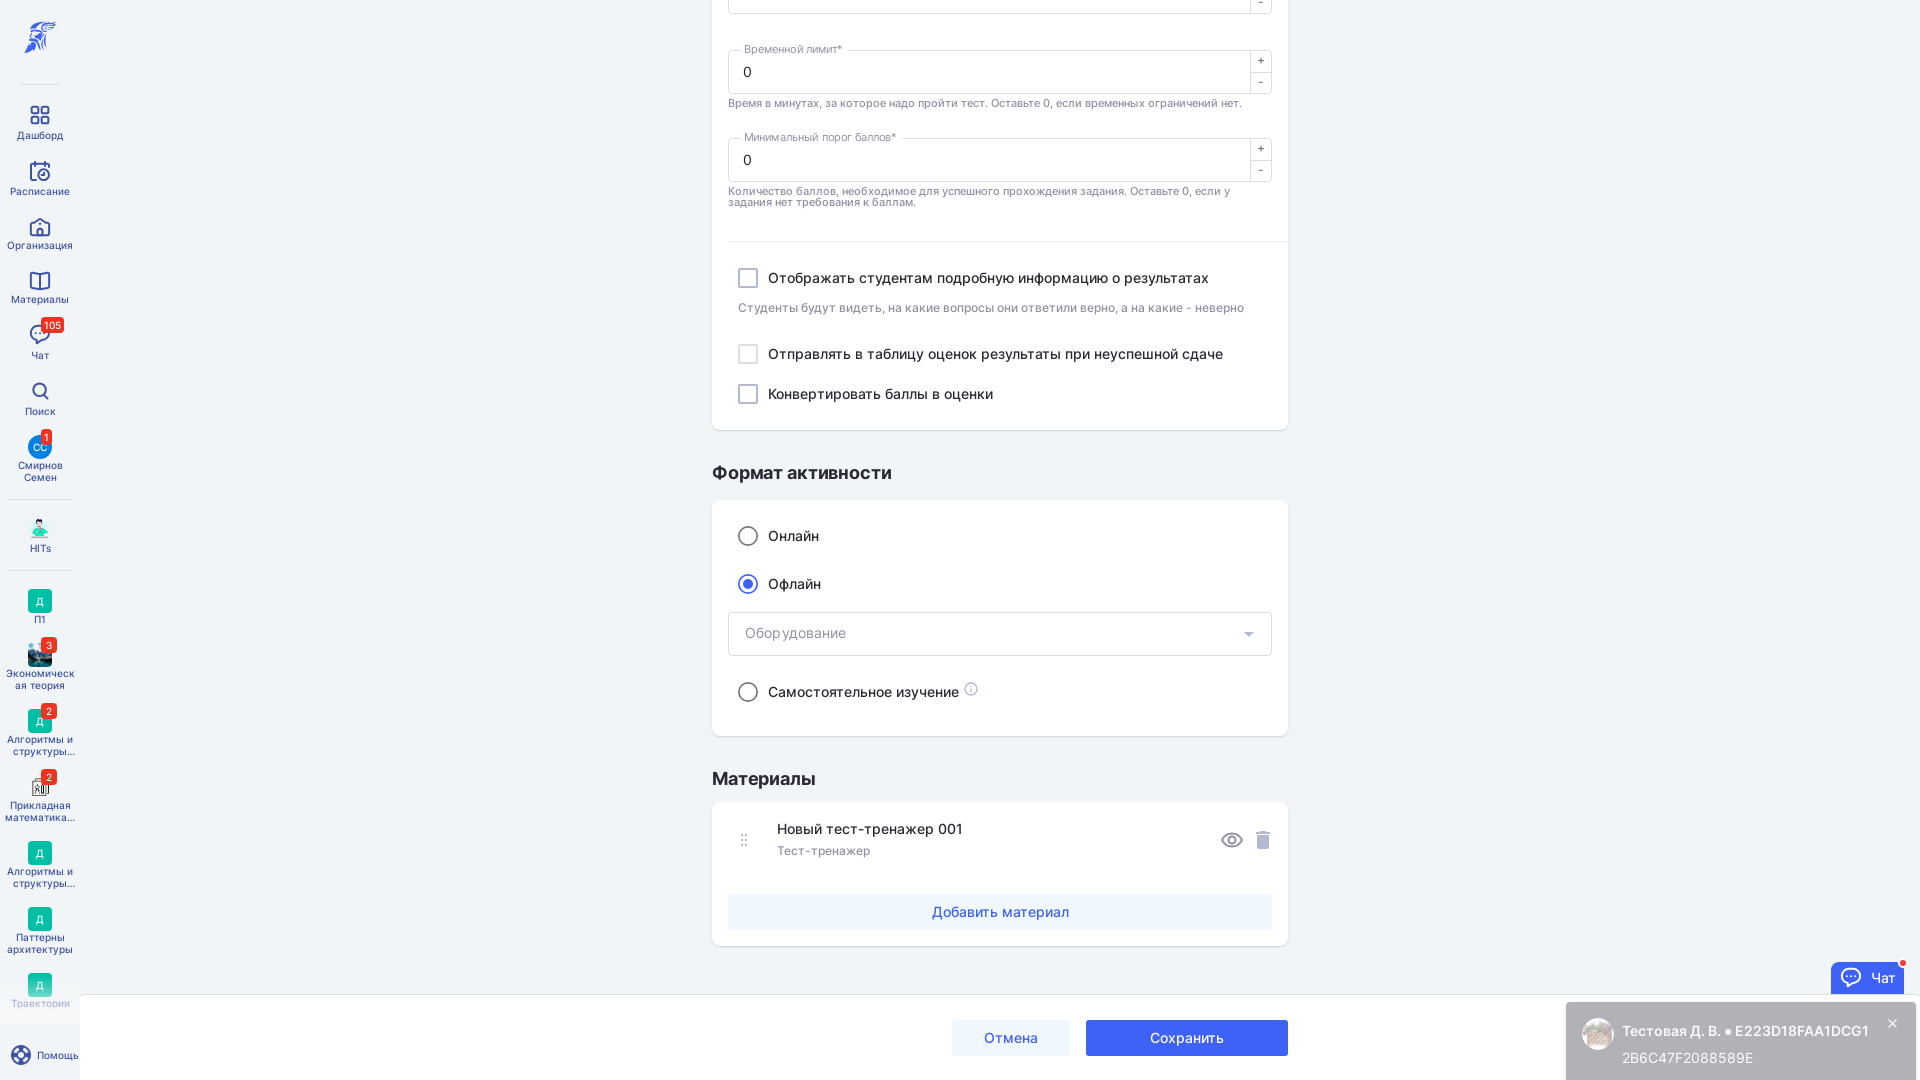 Дашборд
Расписание
Организация
Материалы
105
Чат
Поиск
1
СС
Смирнов
Семен
HITs
Д
П1
3
Экономическ
ая теория
2
Д
Алгоритмы и
структуры...
2
Прикладная
математика...
Д
Алгоритмы и
структуры...
Д
Паттерны
архитектуры
Д
Траектории
Помощь
-
Временной лимит*
0
+
-
Время в минутах, за которое надо пройти тест. Оставьте 0, если временных ограничений нет.
Минимальный порог баллов*
0
+
-
Количество баллов, необходимое для успешного прохождения задания. Оставьте 0, если у
задания нет требования к баллам.
Отображать студентам подробную информацию о результатах
Студенты будут видеть, на какие вопросы они ответили верно, а на какие - неверно
Отправлять в таблицу оценок результаты при неуспешной сдаче
Конвертировать баллы в оценки
Формат активности
Онлайн
Офлайн
Оборудование
Самостоятельное изучение
Материалы
Новый тест-тренажер 001
Тест-тренажер
Добавить материал
Отмена
Сохранить
Чат
Тестовая Д. В. ● E223D18FAA1DCG1
2B6C47F2088589E